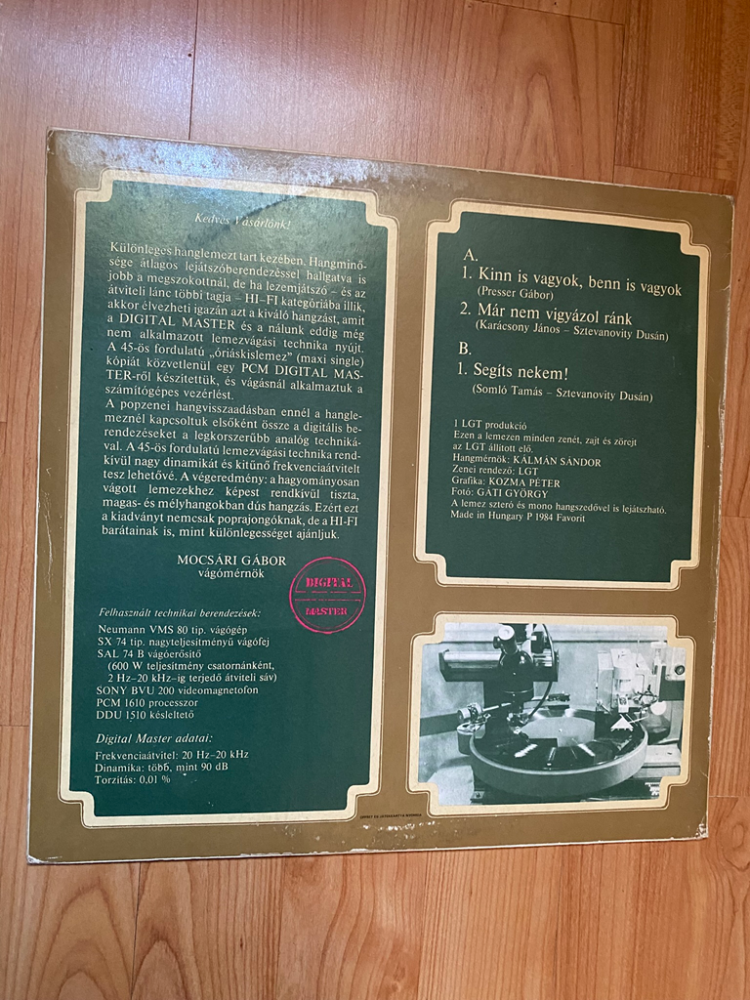 Kedves Vásárlónk!
Különleges hanglemezt tart kezében. Hangminő-
sége átlagos lejátszóberendezéssel hallgatva is
jobb a megszokottnál, de ha lezemjátszó – és az
átviteli lánc többi tagja – HI–FI kategóriába illik,
akkor élvezheti igazán azt a kiváló hangzást, amit
a DIGITAL MASTER és a nálunk eddig még
nem alkalmazott lemezvágási technika nyújt.
A 45-ös fordulatú „óriáskislemez” (maxi single)
kópiát közvetlenül egy PCM DIGITAL MAS-
TER-ről készítettük, és vágásnál alkalmaztuk a
számítógépes vezérlést.
A popzenei hangvisszaadásban ennél a hangle-
meznél kapcsoltuk elsőként össze a digitális be-
rendezéseket a legkorszerűbb analóg techniká-
val. A 45-ös fordulatú lemezvágási technika rend-
kívül nagy dinamikát és kitűnő frekvenciaátvitelt
tesz lehetővé. A végeredmény: a hagyományosan
vágott lemezekhez képest rendkívül tiszta,
magas- és mélyhangokban dús hangzás. Ezért ezt
a kiadványt nemcsak poprajongóknak, de a HI-FI
barátainak is, mint különlegességet ajánljuk.
MOCSÁRI GÁBOR
vágómérnök
DIGITAL
MASTER
Felhasznált technikai berendezések:
Neumann VMS 80 tip. vágógép
SX 74 tip. nagyteljesítményű vágófej
SAL 74 B vágóerősítő
(600 W teljesítmény csatornánként,
2 Hz–20 kHz–ig terjedő átviteli sáv)
SONY BVU 200 videomagnetofon
PCM 1610 processzor
DDU 1510 késleltető
Digital Master adatai:
Frekvenciaátvitel: 20 Hz–20 kHz
Dinamika: több, mint 90 dB
Torzítás: 0,01 %
A.
1. Kinn is vagyok, benn is vagyok
(Presser Gábor)
2. Már nem vigyázol ránk
(Karácsony János – Sztevanovity Dusán)
B.
1. Segíts nekem!
(Somló Tamás – Sztevanovity Dusán)
1 LGT produkció
Ezen a lemezen minden zenét, zajt és zörejt
az LGT állított elő.
Hangmérnök: KÁLMÁN SÁNDOR
Zenei rendező: LGT
Grafika: KOZMA PÉTER
Fotó: GÁTI GYÖRGY
A lemez szteró és mono hangszedővel is lejátszható.
Made in Hungary P 1984 Favorit